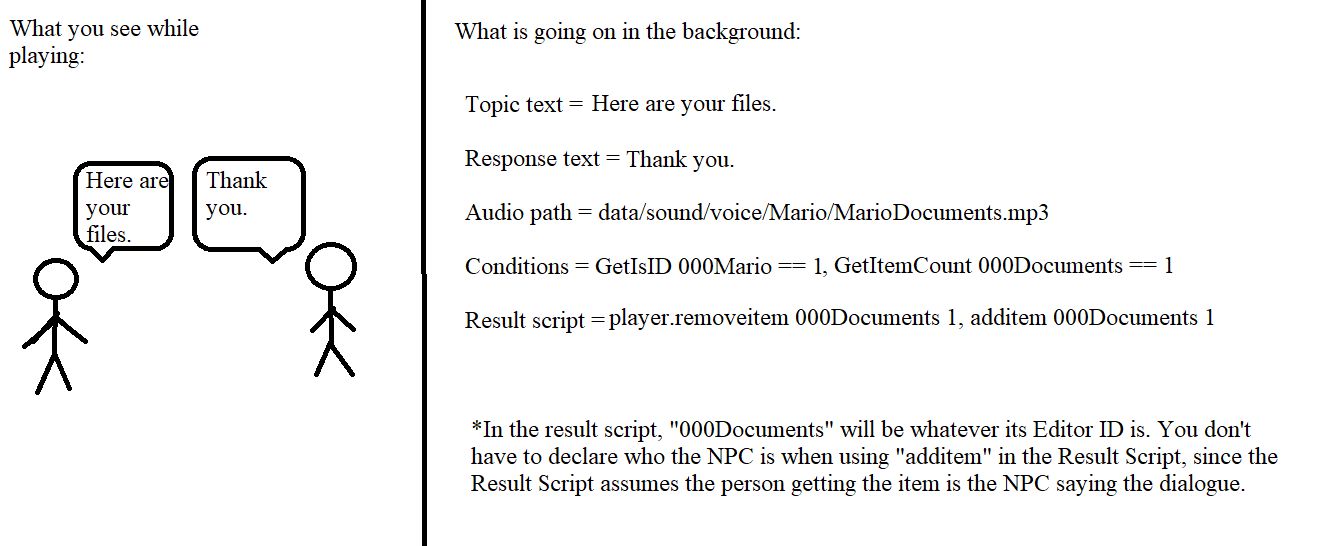 What you see while
playing:
Here are
your
files.
Thank
you.
What is going on in the background:
Topic text = Here are your files.
Response text = Thank you.
Audio path = data/sound/voice/Mario/MarioDocuments.mp3
Conditions = GetIsID 000Mario == 1, GetItemCount 000Documents == 1
Result script = player.removeitem 000Documents 1, additem 000Documents 1
*In the result script, "000Documents" will be whatever its Editor ID is. You don't
have to declare who the NPC is when using "additem" in the Result Script, since the
Result Script assumes the person getting the item is the NPC saying the dialogue.